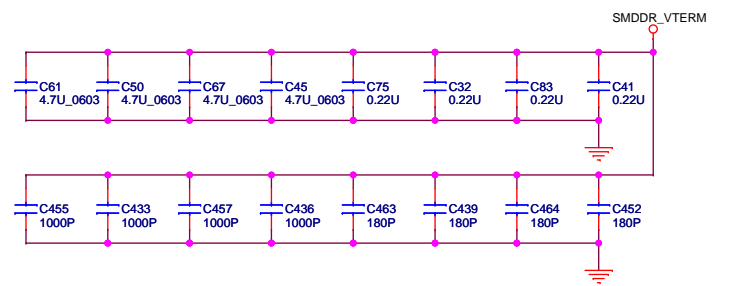 SMDDR_VTERM
C61 C50 C67 C45 C75 C32 C83 C41
4.7U_0603 4.7U_0603 4.7U_0603 4.7U_0603 0.22U 0.22U 0.22U 0.22U
C455 C433 C457 C436 C463 C439 C464 C452
1000P 1000P 1000P 1000P 180P 180P 180P 180P